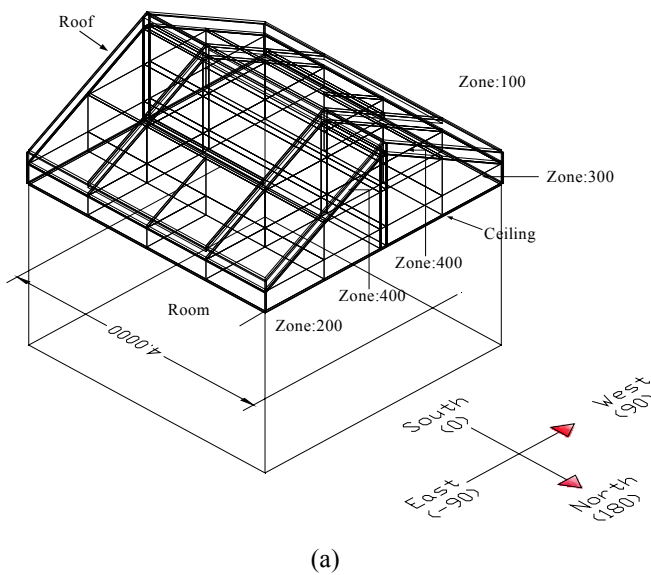 Roof
Zone:100
Zone:300
Ceiling
Zone:400
Zone:400
Room
Zone:200
4.0000
South
(0)
West
(90)
East
(-90)
North
(180)
(a)